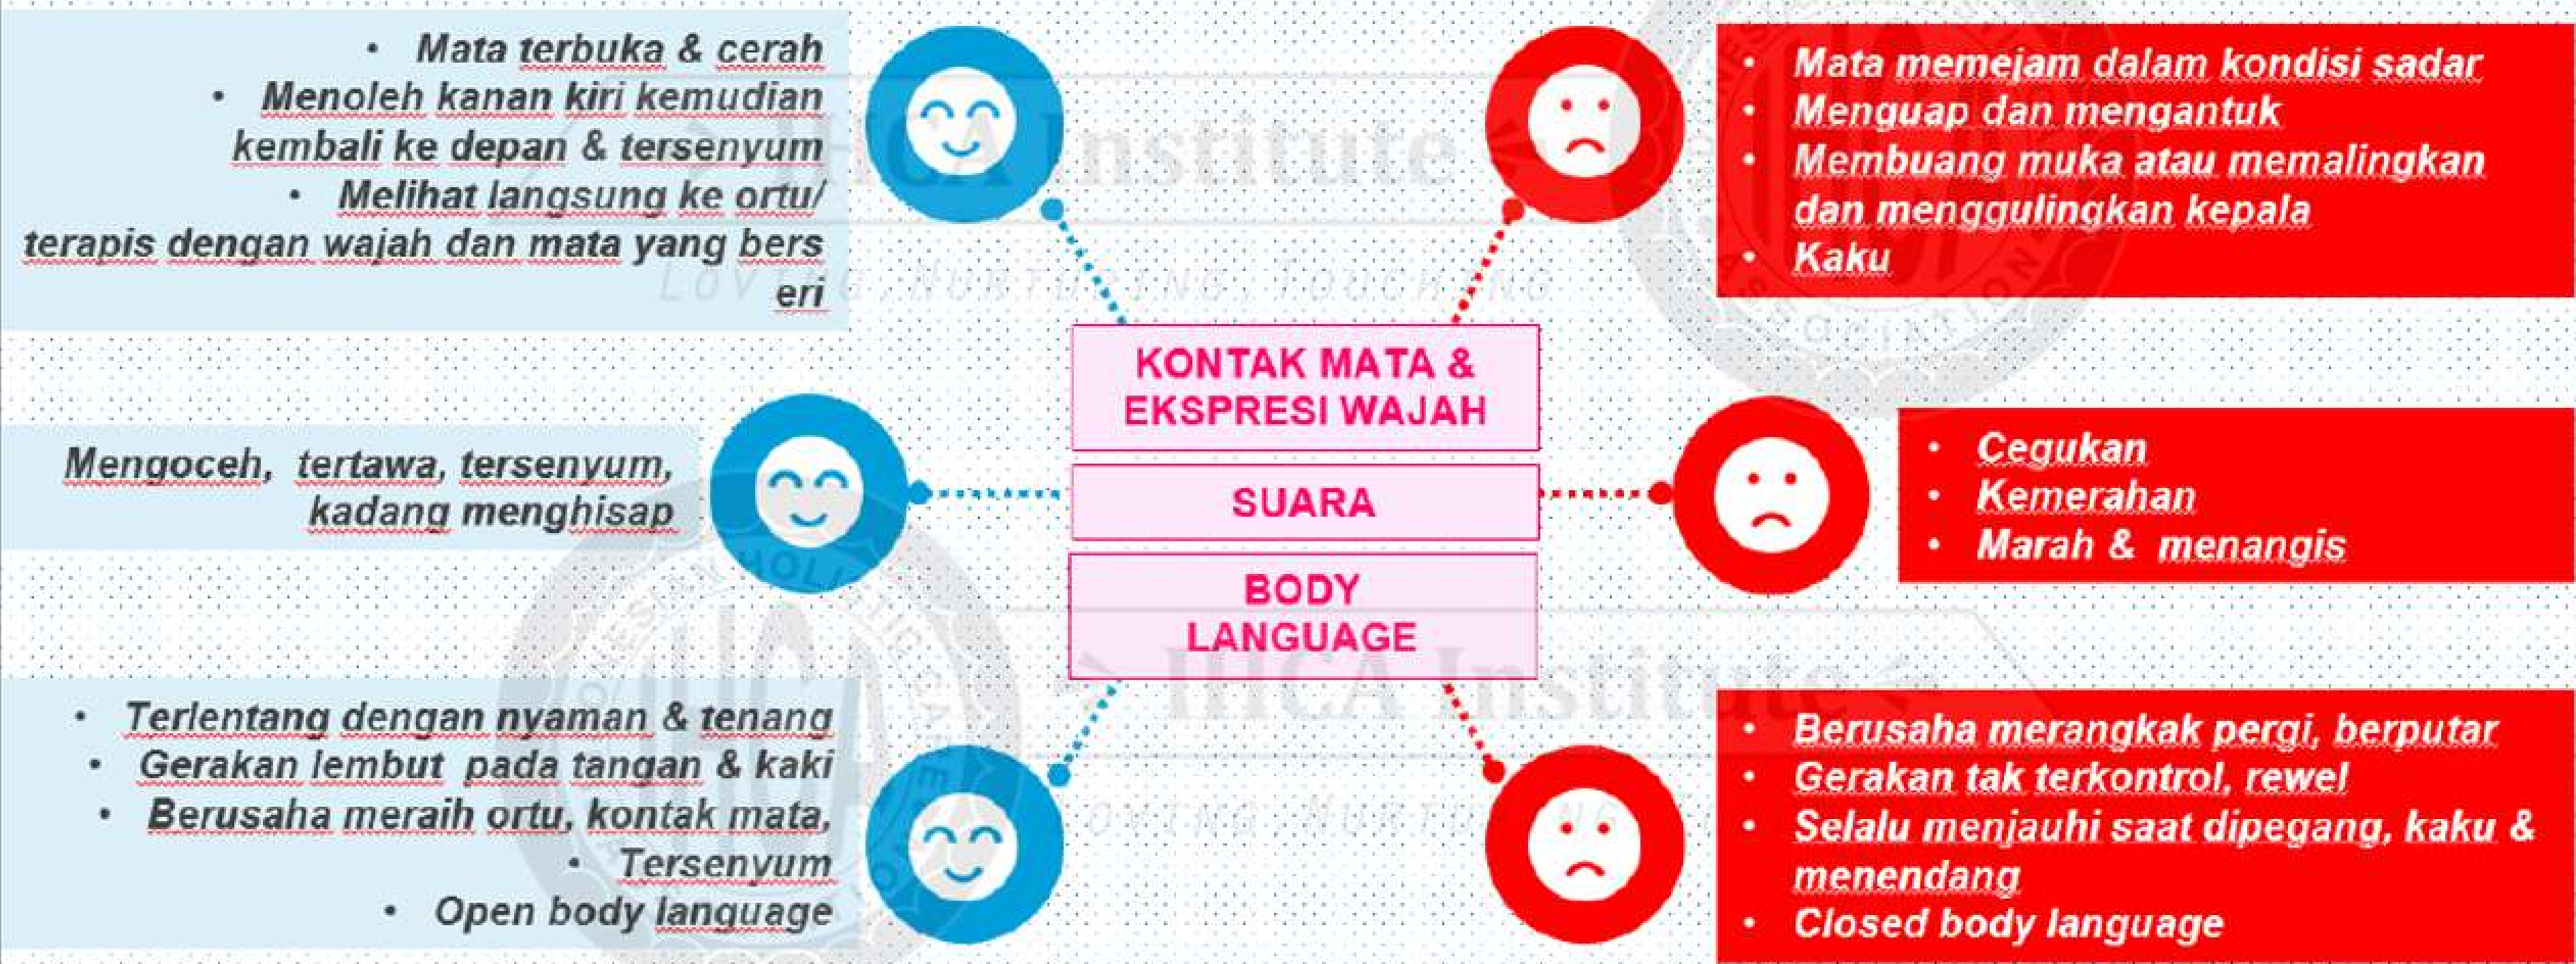 • Mata terbuka & cerah
• Menoleh kanan kiri kemudian
kembali ke depan & tersenyum
• Melihat langsung ke ortu/
terapis dengan wajah dan mata yang bers
eri
• Mata memejam dalam kondisi sadar
• Menguap dan mengantuk
• Membuang muka atau memalingkan
dan menggulingkan kepala
• Kaku
KONTAK MATA &
EKSPRESI WAJAH
Mengoceh, tertawa, tersenyum,
kadang menghisap
SUARA
• Cegukan
• Kemerahan
• Marah & menangis
BODY
LANGUAGE
• Terlentang dengan nyaman & tenang
• Gerakan lembut pada tangan & kaki
• Berusaha meraih ortu, kontak mata,
• Tersenyum
• Open body language
• Berusaha merangkak pergi, berputar
• Gerakan tak terkontrol, rewel
• Selalu menjauhi saat dipegang, kaku &
menendang
• Closed body language
IHCA Institute
LOVING, NURTURING, TOUCHING
IHCA Institute